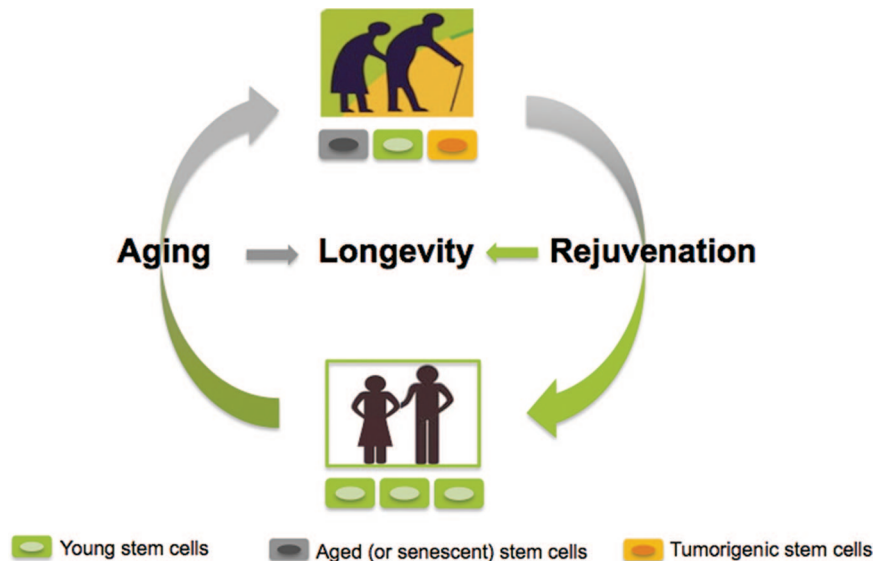 Aging Longevity Rejuvenation
Young stem cells Aged (or senescent) stem cells Tumorigenic stem cells